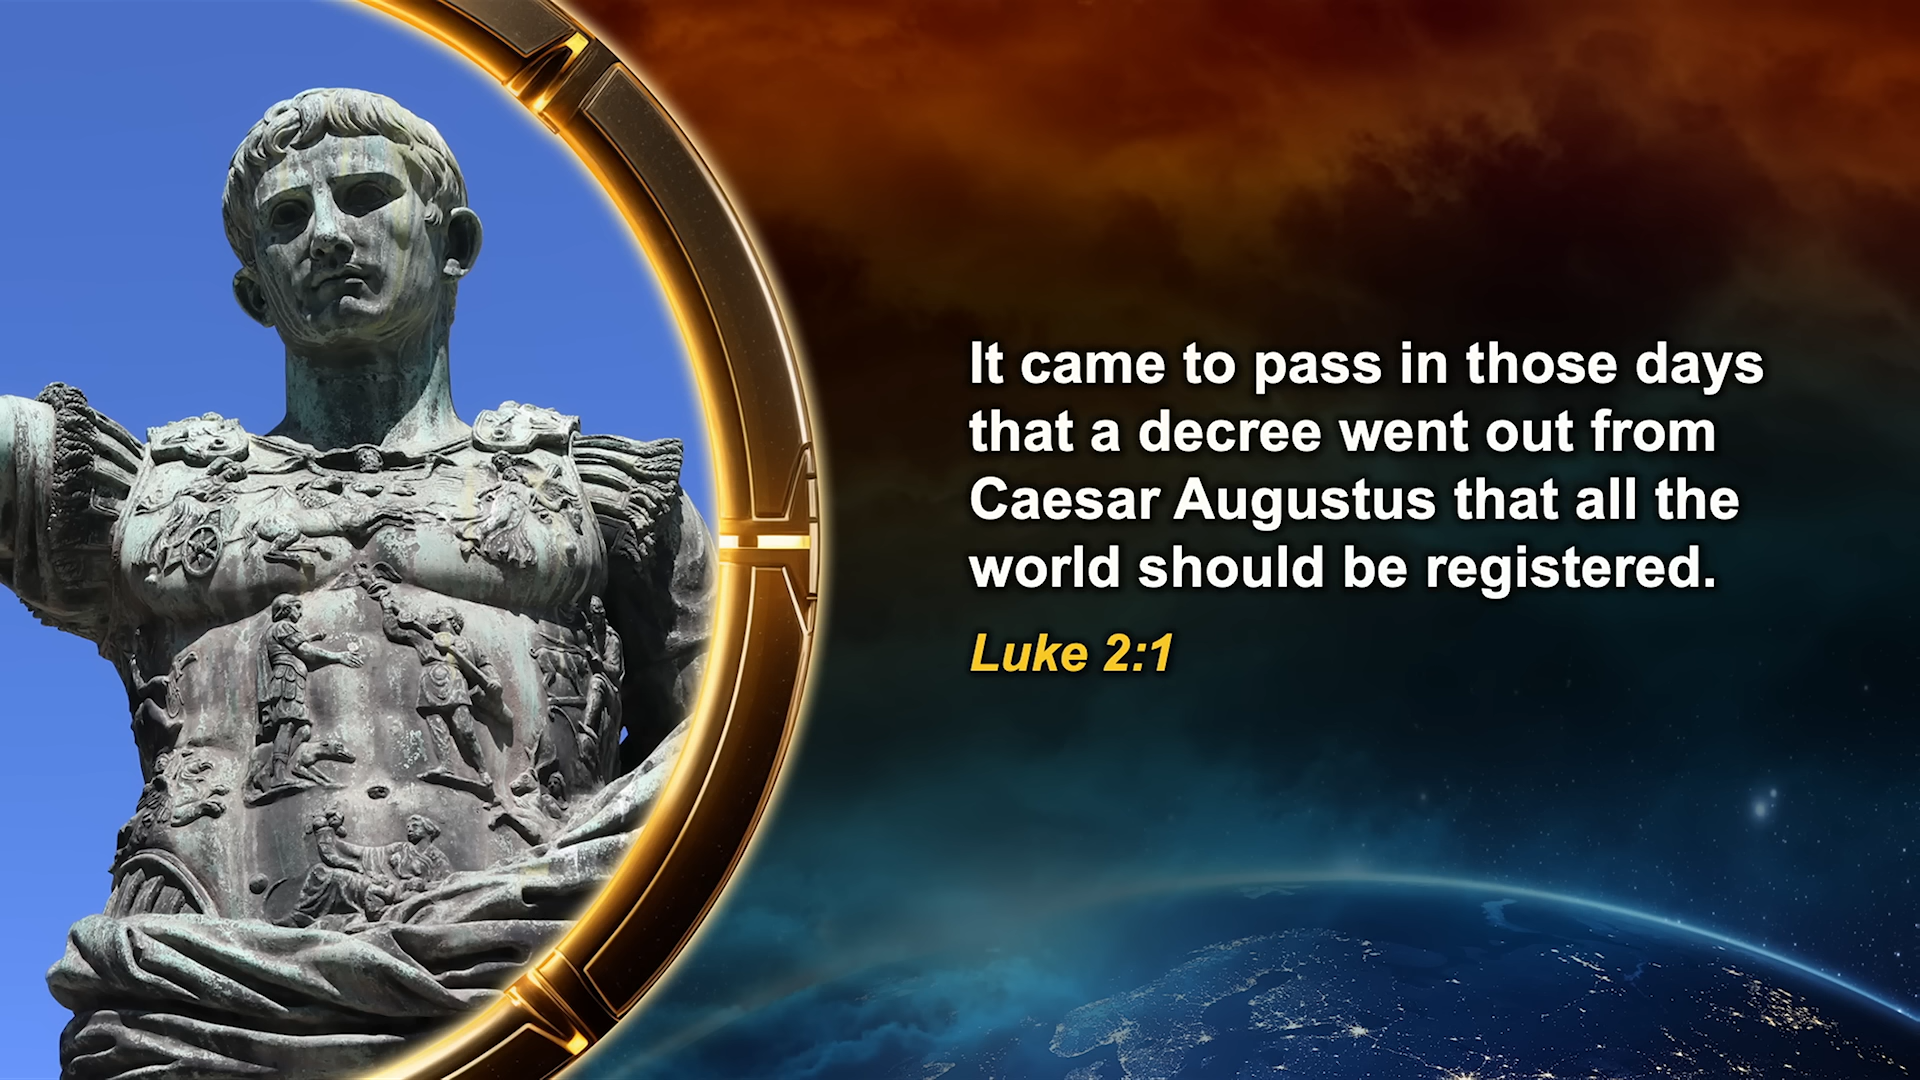 It came to pass in those days
that a decree went out from
Caesar Augustus that all the
world should be registered.
Luke 2:1